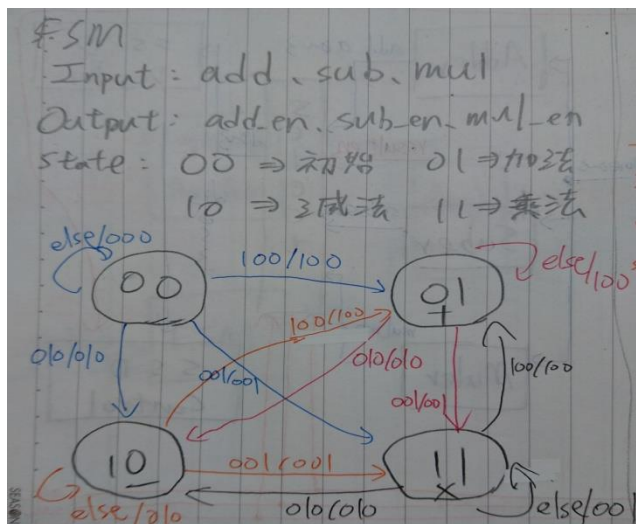 FSM
Input: add、sub、mul
Output: add_en、sub_en、mul_en
state: 00 ⇒ 初始 01 ⇒ 加法
10 ⇒ 減法 11 ⇒ 乘法
else/000
00
100/100
01
+
else/100
010/010
100/100
001/001
010/010
001/001
100/100
10
-
001/001
11
×
else/010
010/010
else/001